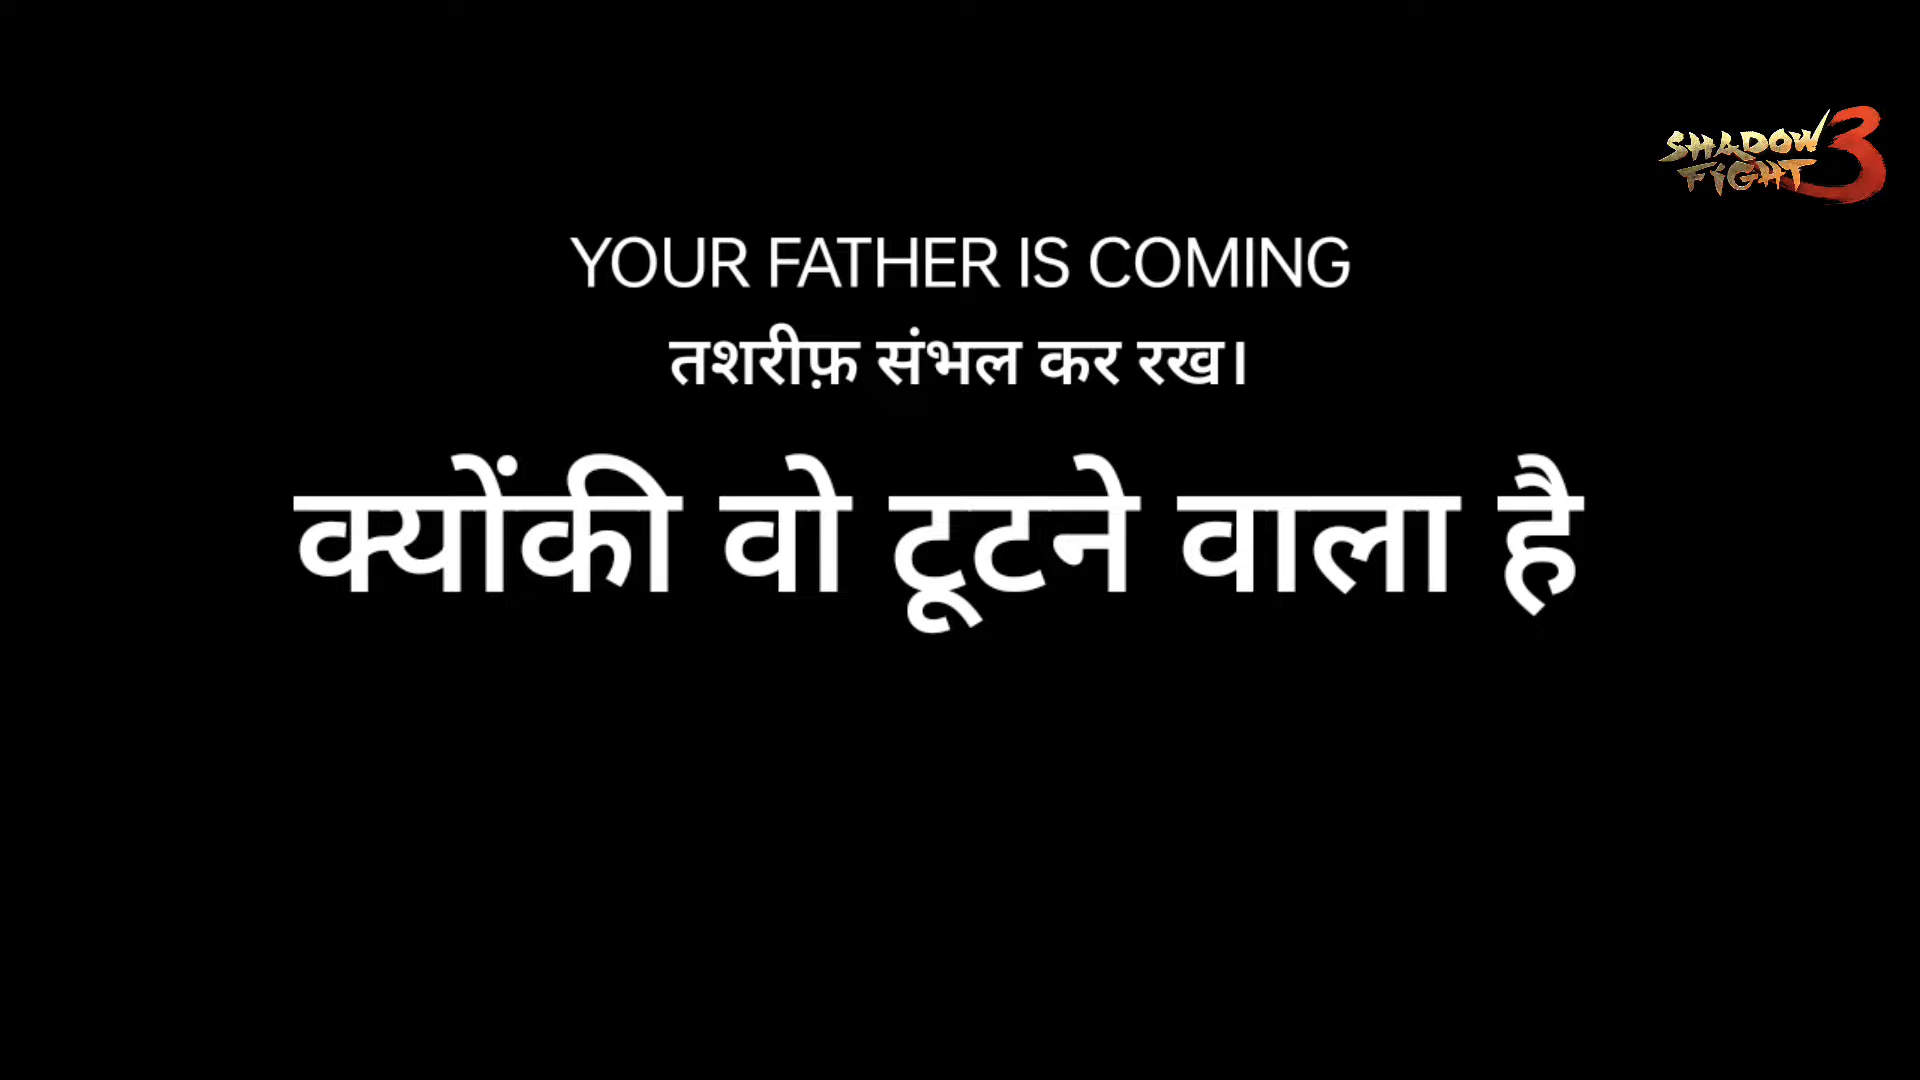 SHADOW
FIGHT 3
YOUR FATHER IS COMING
तशरीफ़ संभल कर रख।
क्योंकी वो टूटने वाला है